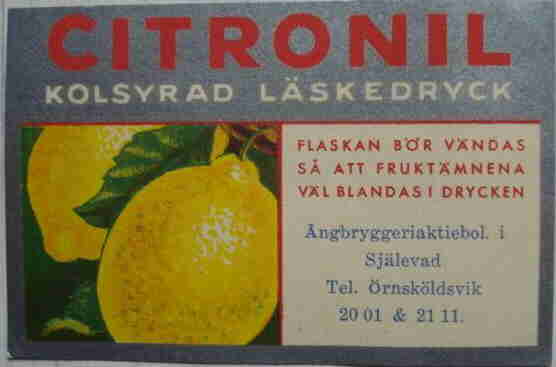 CITRONIL
KOLSYRAD LÄSKEDRYCK
FLASKAN BÖR VÄNDAS
SÅ ATT FRUKTÄMNENA
VÄL BLANDAS I DRYCKEN
Ångbryggeriaktiebol. i
Själevad
Tel. Örnsköldsvik
20 01 & 21 11.